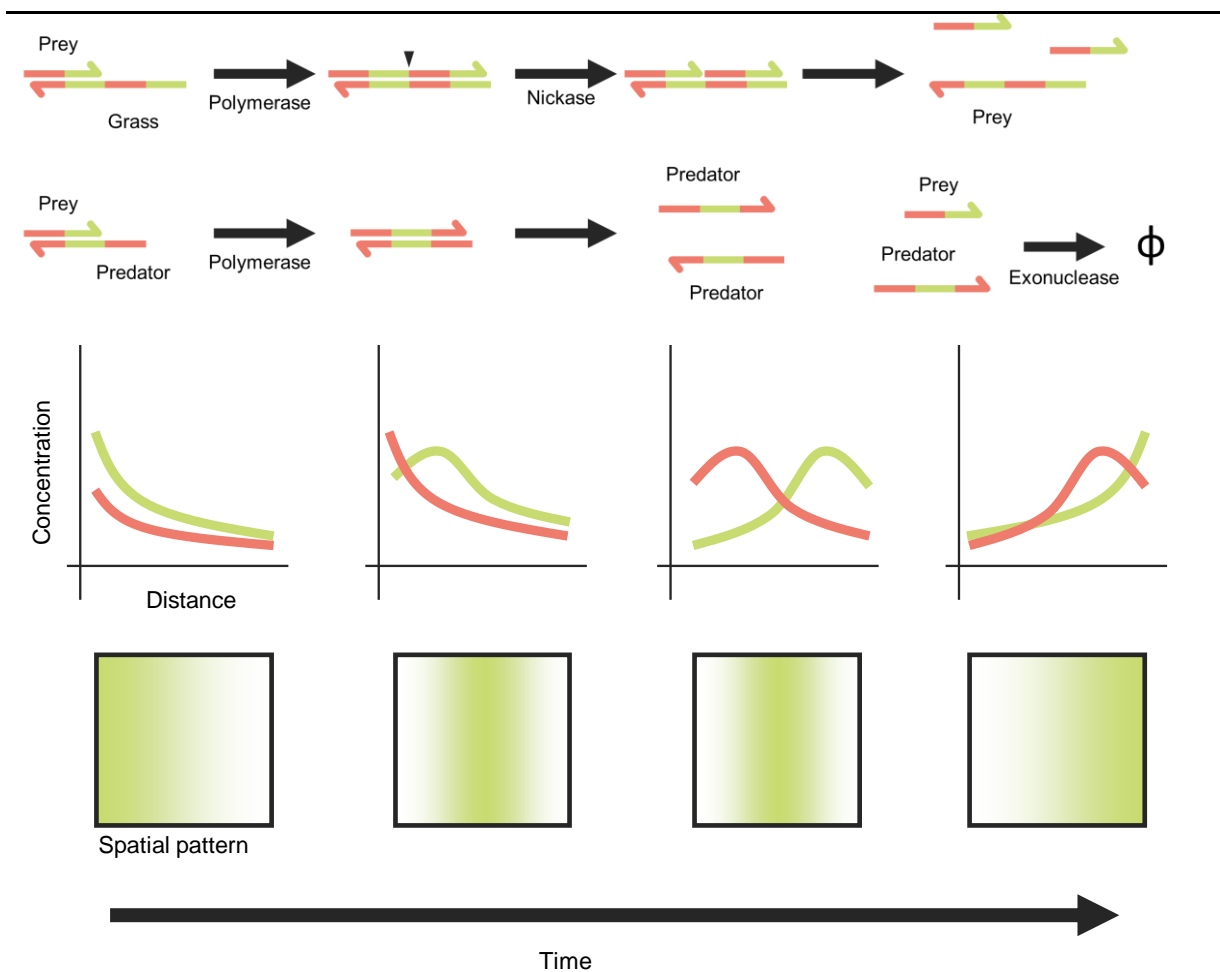 Prey
Polymerase
Nickase
Grass
Prey
Prey
Polymerase
Predator
Predator
Predator
Prey
Predator
Exonuclease
ϕ
Concentration
Distance
Spatial pattern
Time